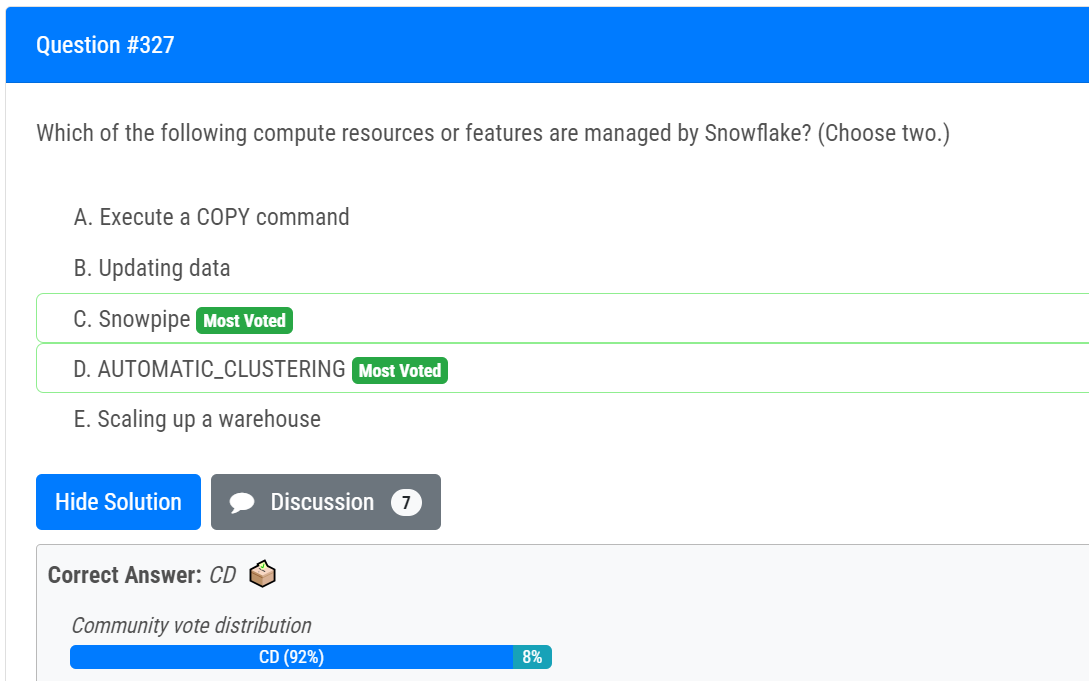 Question #327
Which of the following compute resources or features are managed by Snowflake? (Choose two.)
A. Execute a COPY command
B. Updating data
C. Snowpipe Most Voted
D. AUTOMATIC_CLUSTERING Most Voted
E. Scaling up a warehouse
Hide Solution Discussion 7
Correct Answer: CD
Community vote distribution
CD (92%) 8%